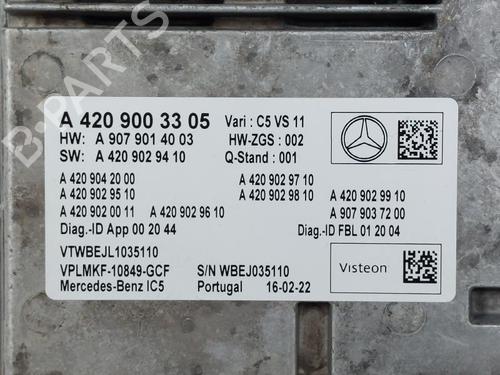 A 420 900 33 05 Vari : C5 VS 11
HW: A 907 901 40 03 HW-ZGS : 002
SW: A 420 902 94 10 Q-Stand : 001
A 420 904 20 00 A 420 902 97 10
A 420 902 95 10 A 420 902 98 10 A 420 902 99 10
A 420 902 00 11 A 420 902 96 10 A 907 903 72 00
Diag.-ID App 00 20 44 Diag.-ID FBL 01 20 04
VTWBEJL1035110
VPLMKF-10849-GCF S/N WBEJ035110 Visteon
Mercedes-Benz IC5 Portugal 16-02-22